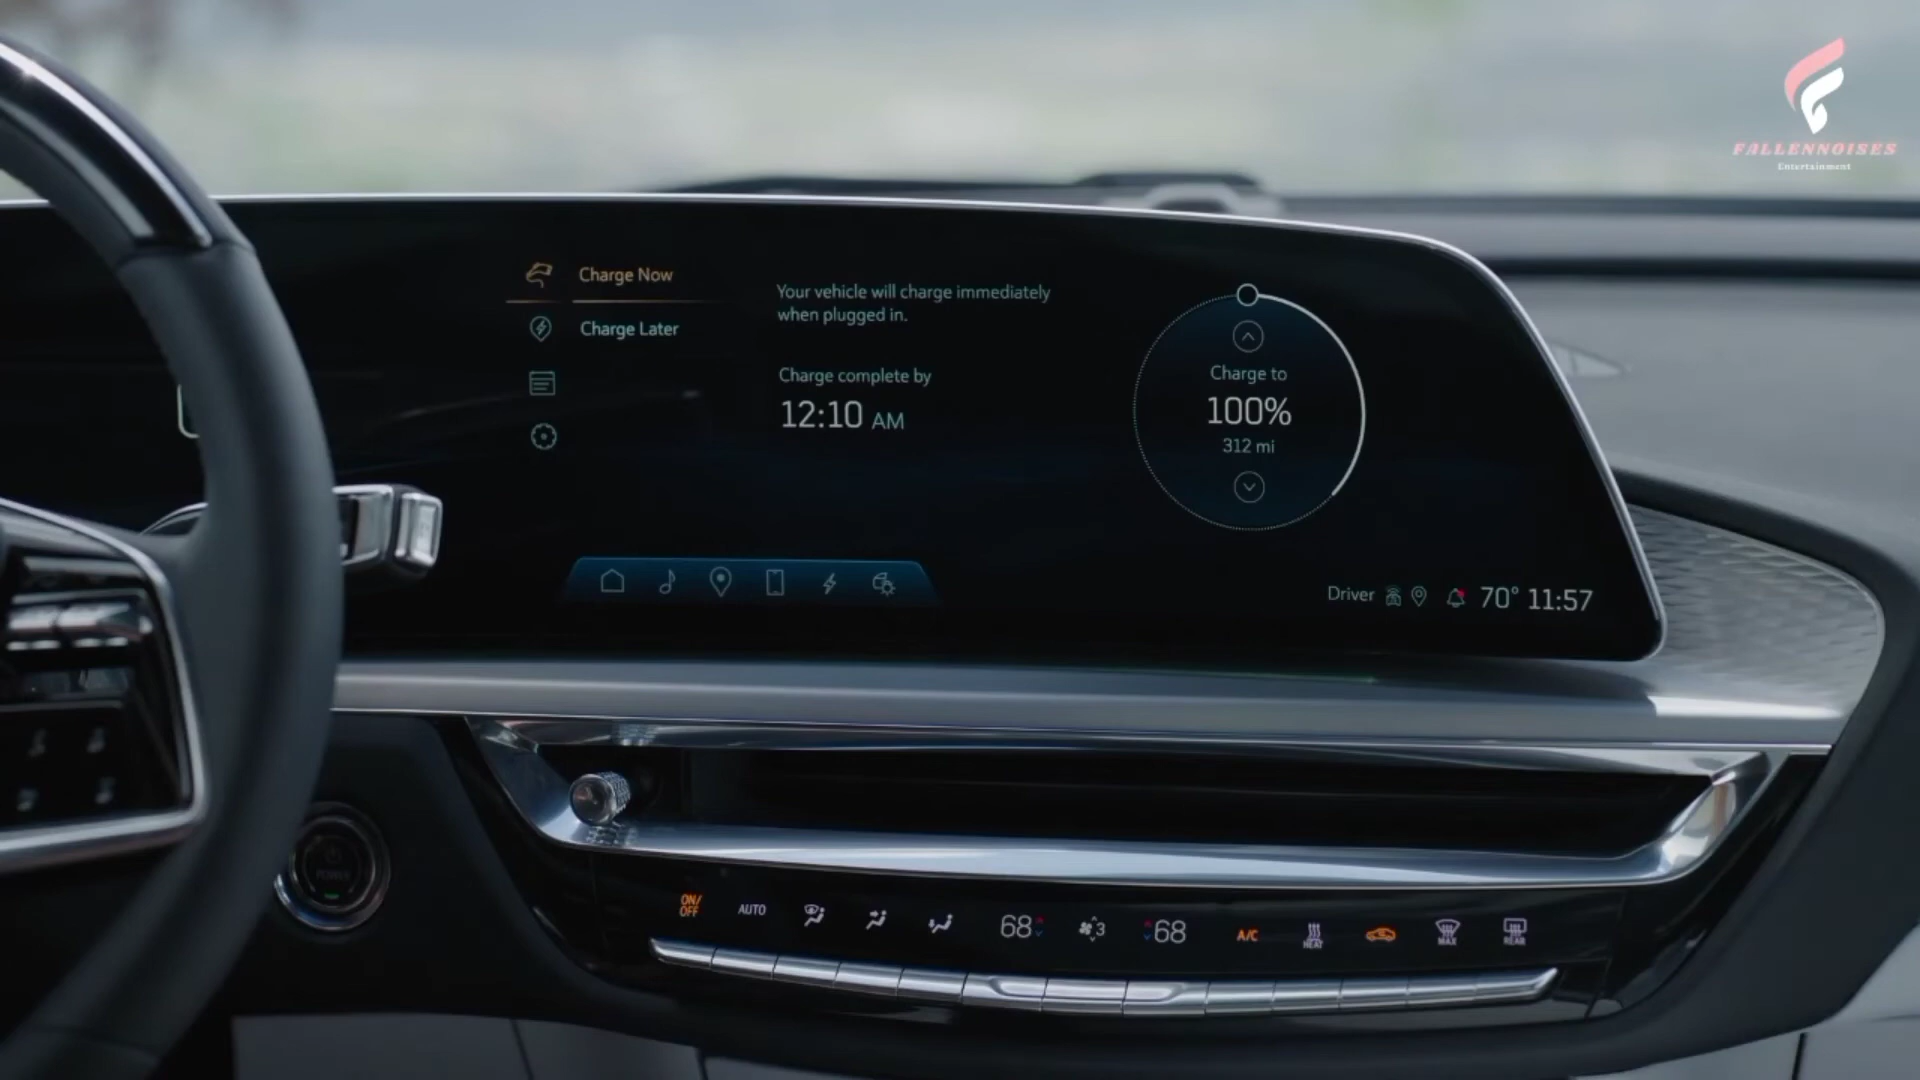 FALLENNOISES
Entertainment
Charge Now
Charge Later
Your vehicle will charge immediately
when plugged in.
Charge complete by
12:10 AM
Charge to
100%
312 mi
Driver 70° 11:57
POWER
ON/
OFF
AUTO
68
3
68
A/C
HEAT
MAX
REAR